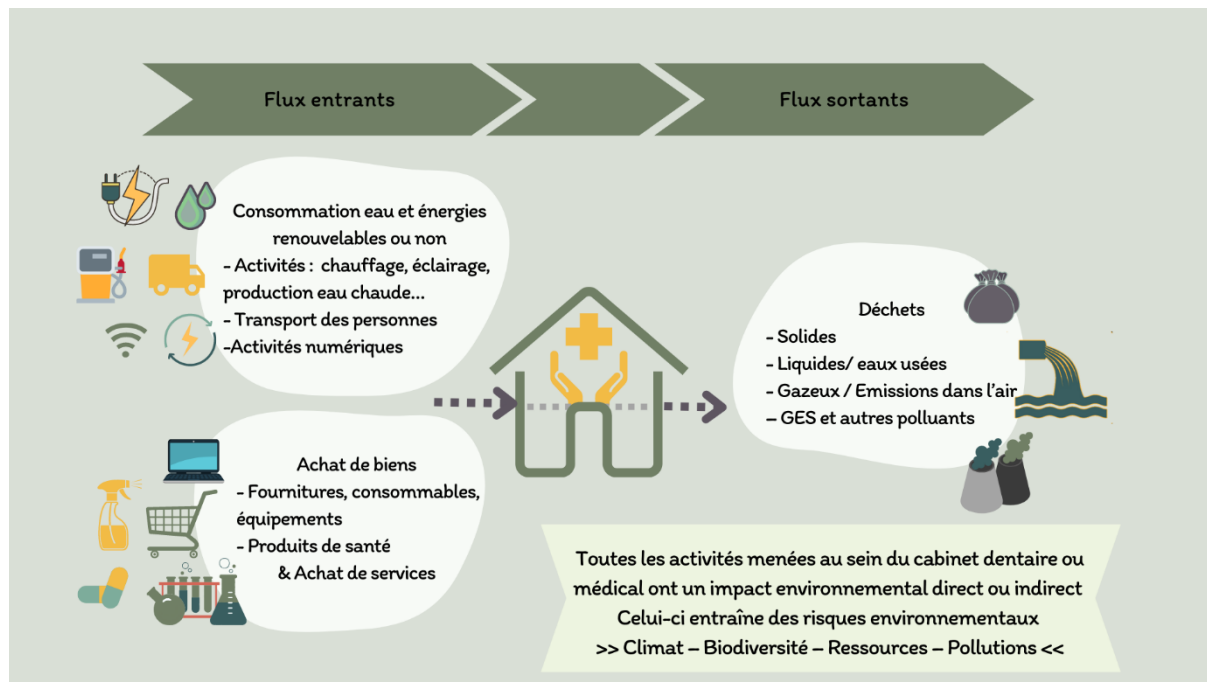 Flux entrants
Flux sortants
Consommation eau et énergies
renouvelables ou non
- Activités : chauffage, éclairage,
production eau chaude...
- Transport des personnes
-Activités numériques
Achat de biens
- Fournitures, consommables,
équipements
- Produits de santé
& Achat de services
Déchets
- Solides
- Liquides/ eaux usées
- Gazeux / Emissions dans l'air
– GES et autres polluants
Toutes les activités menées au sein du cabinet dentaire ou
médical ont un impact environnemental direct ou indirect
Celui-ci entraîne des risques environnementaux
>> Climat – Biodiversité – Ressources – Pollutions <<